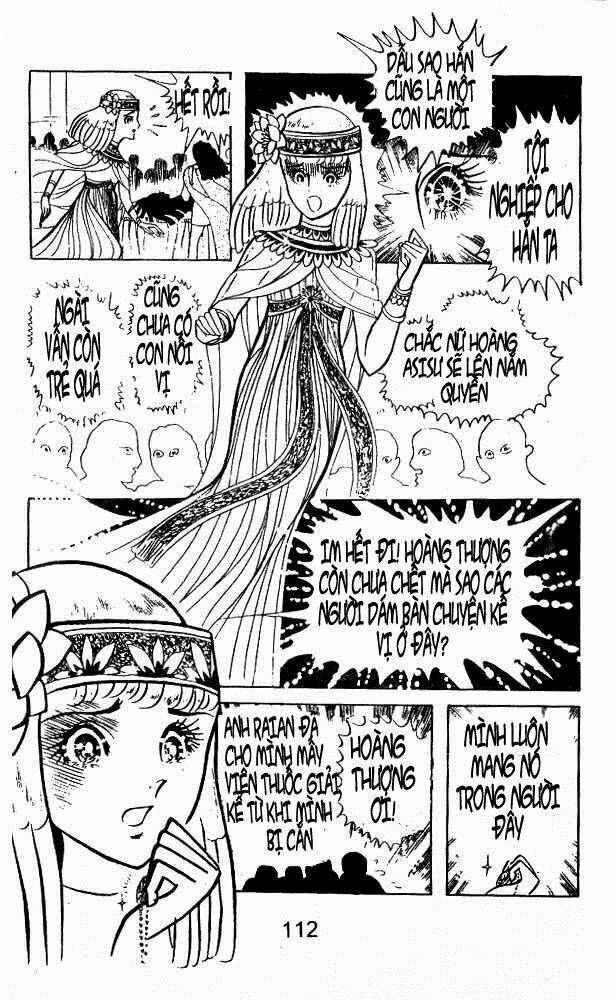 HẾT RỒI!
DẪU SAO HẮN
CŨNG LÀ MỘT
CON NGƯỜI
TỘI
NGHIỆP CHO
HẮN TA
NGÀI
VẪN CÒN
TRẺ QUÁ
CŨNG
CHƯA CÓ
CON NỐI
VỊ
CHẮC NỮ HOÀNG
ASISƯ SẼ LÊN NẮM
QUYỀN
IM HẾT ĐI! HOÀNG THƯỢNG
CÒN CHƯA CHẾT MÀ SAO CÁC
NGƯỜI DÁM BÀN CHUYỆN KẾ
VỊ Ở ĐÂY?
ANH RAIAN ĐÃ
CHO MÌNH MẤY
VIÊN THUỐC GIẢI
KỂ TỪ KHI MÌNH
BỊ CẮN
HOÀNG
THƯỢNG
ƠI!
MÌNH LUÔN
MANG NÓ
TRONG NGƯỜI
ĐÂY
112